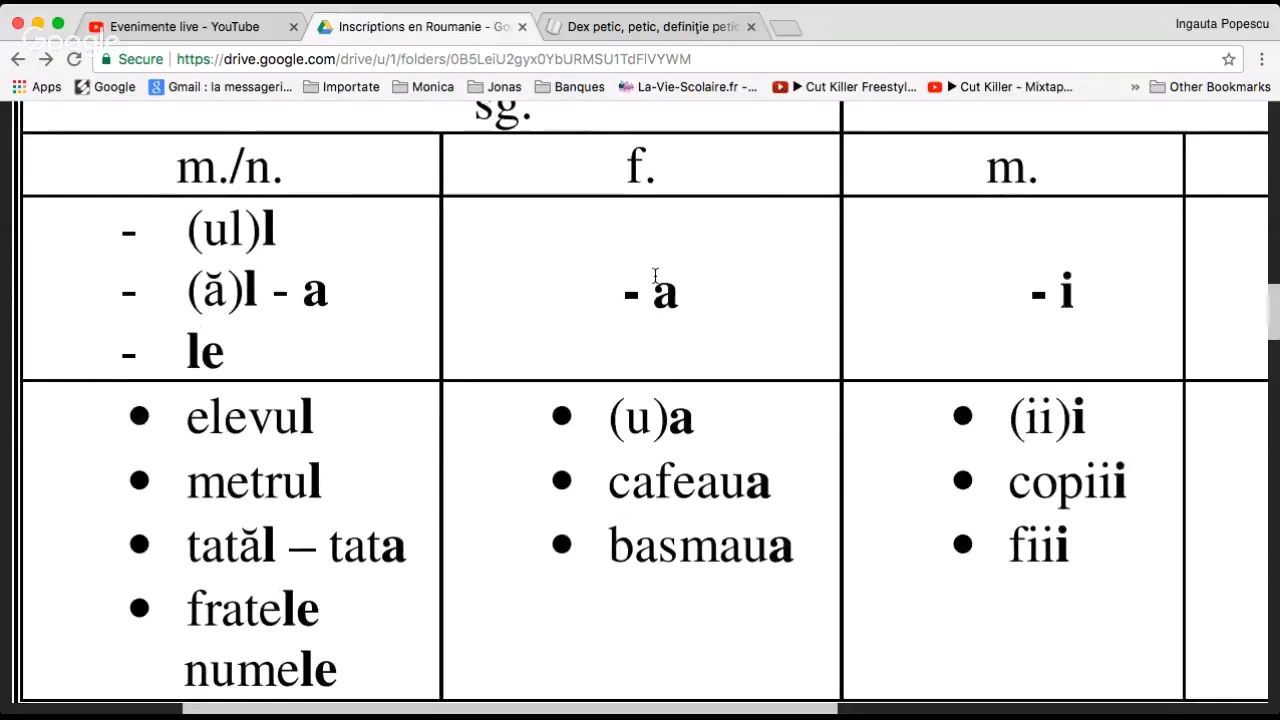 Ingauta Popescu
Evenimente live - YouTube
Inscriptions en Roumanie - Go
Dex petic, petic, definiţie petic
Google
Secure
https://drive.google.com/drive/u/1/folders/0B5LeiU2gyx0YbURMSU1TdFlVYWM
Apps
Google
Gmail : la messageri...
Importate
Monica
Jonas
Banques
La-Vie-Scolaire.fr -...
▶ Cut Killer Freestyl...
▶ Cut Killer - Mixtap...
»
Other Bookmarks
sg.
m./n.
f.
m.
- (ul)l
- (ă)l - a
- le
- a
- i
• elevul
• metrul
• tatăl – tata
• fratele
numele
• (u)a
• cafeaua
• basmaua
• (ii)i
• copiii
• fiii